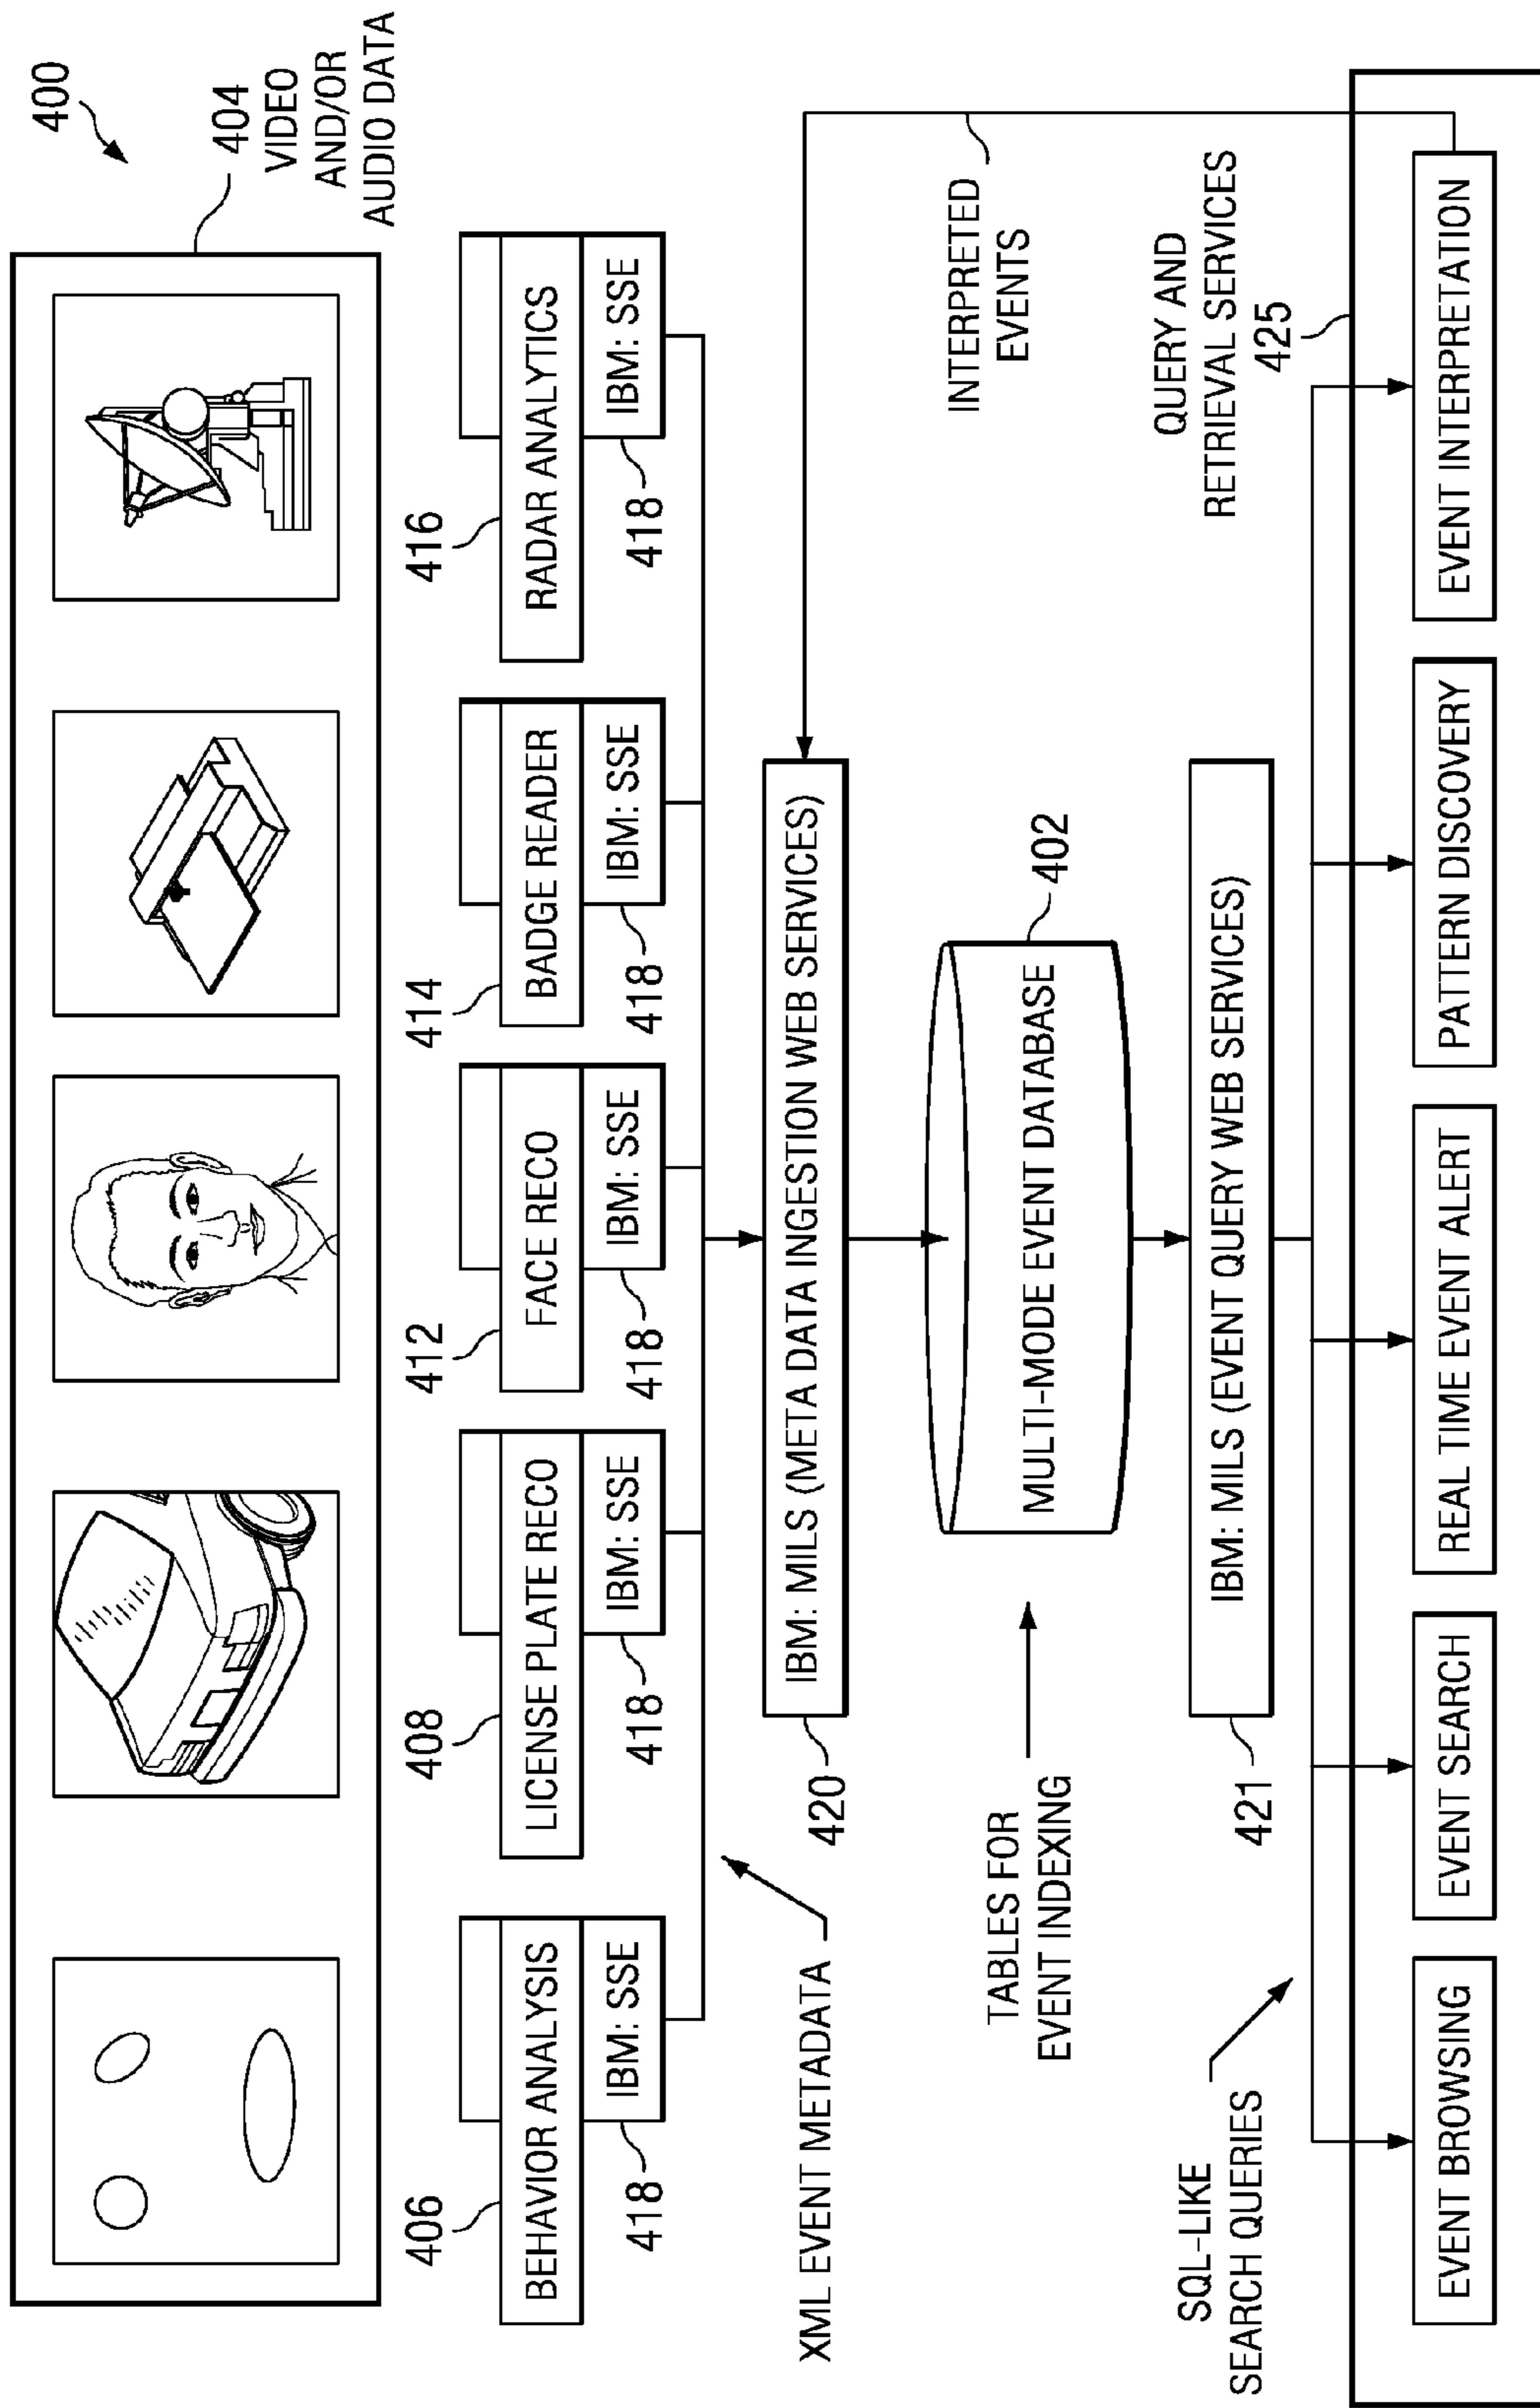 400
404
VIDEO
AND/OR
AUDIO DATA
406
408
412
414
416
BEHAVIOR ANALYSIS
LICENSE PLATE RECO
FACE RECO
BADGE READER
RADAR ANALYTICS
IBM: SSE
IBM: SSE
IBM: SSE
IBM: SSE
IBM: SSE
418
418
418
418
418
XML EVENT METADATA
IBM: MILS (META DATA INGESTION WEB SERVICES)
420
INTERPRETED
EVENTS
TABLES FOR
EVENT INDEXING
MULTI-MODE EVENT DATABASE
402
IBM: MILS (EVENT QUERY WEB SERVICES)
421
QUERY AND
RETRIEVAL SERVICES
425
SQL-LIKE
SEARCH QUERIES
EVENT BROWSING
EVENT SEARCH
REAL TIME EVENT ALERT
PATTERN DISCOVERY
EVENT INTERPRETATION